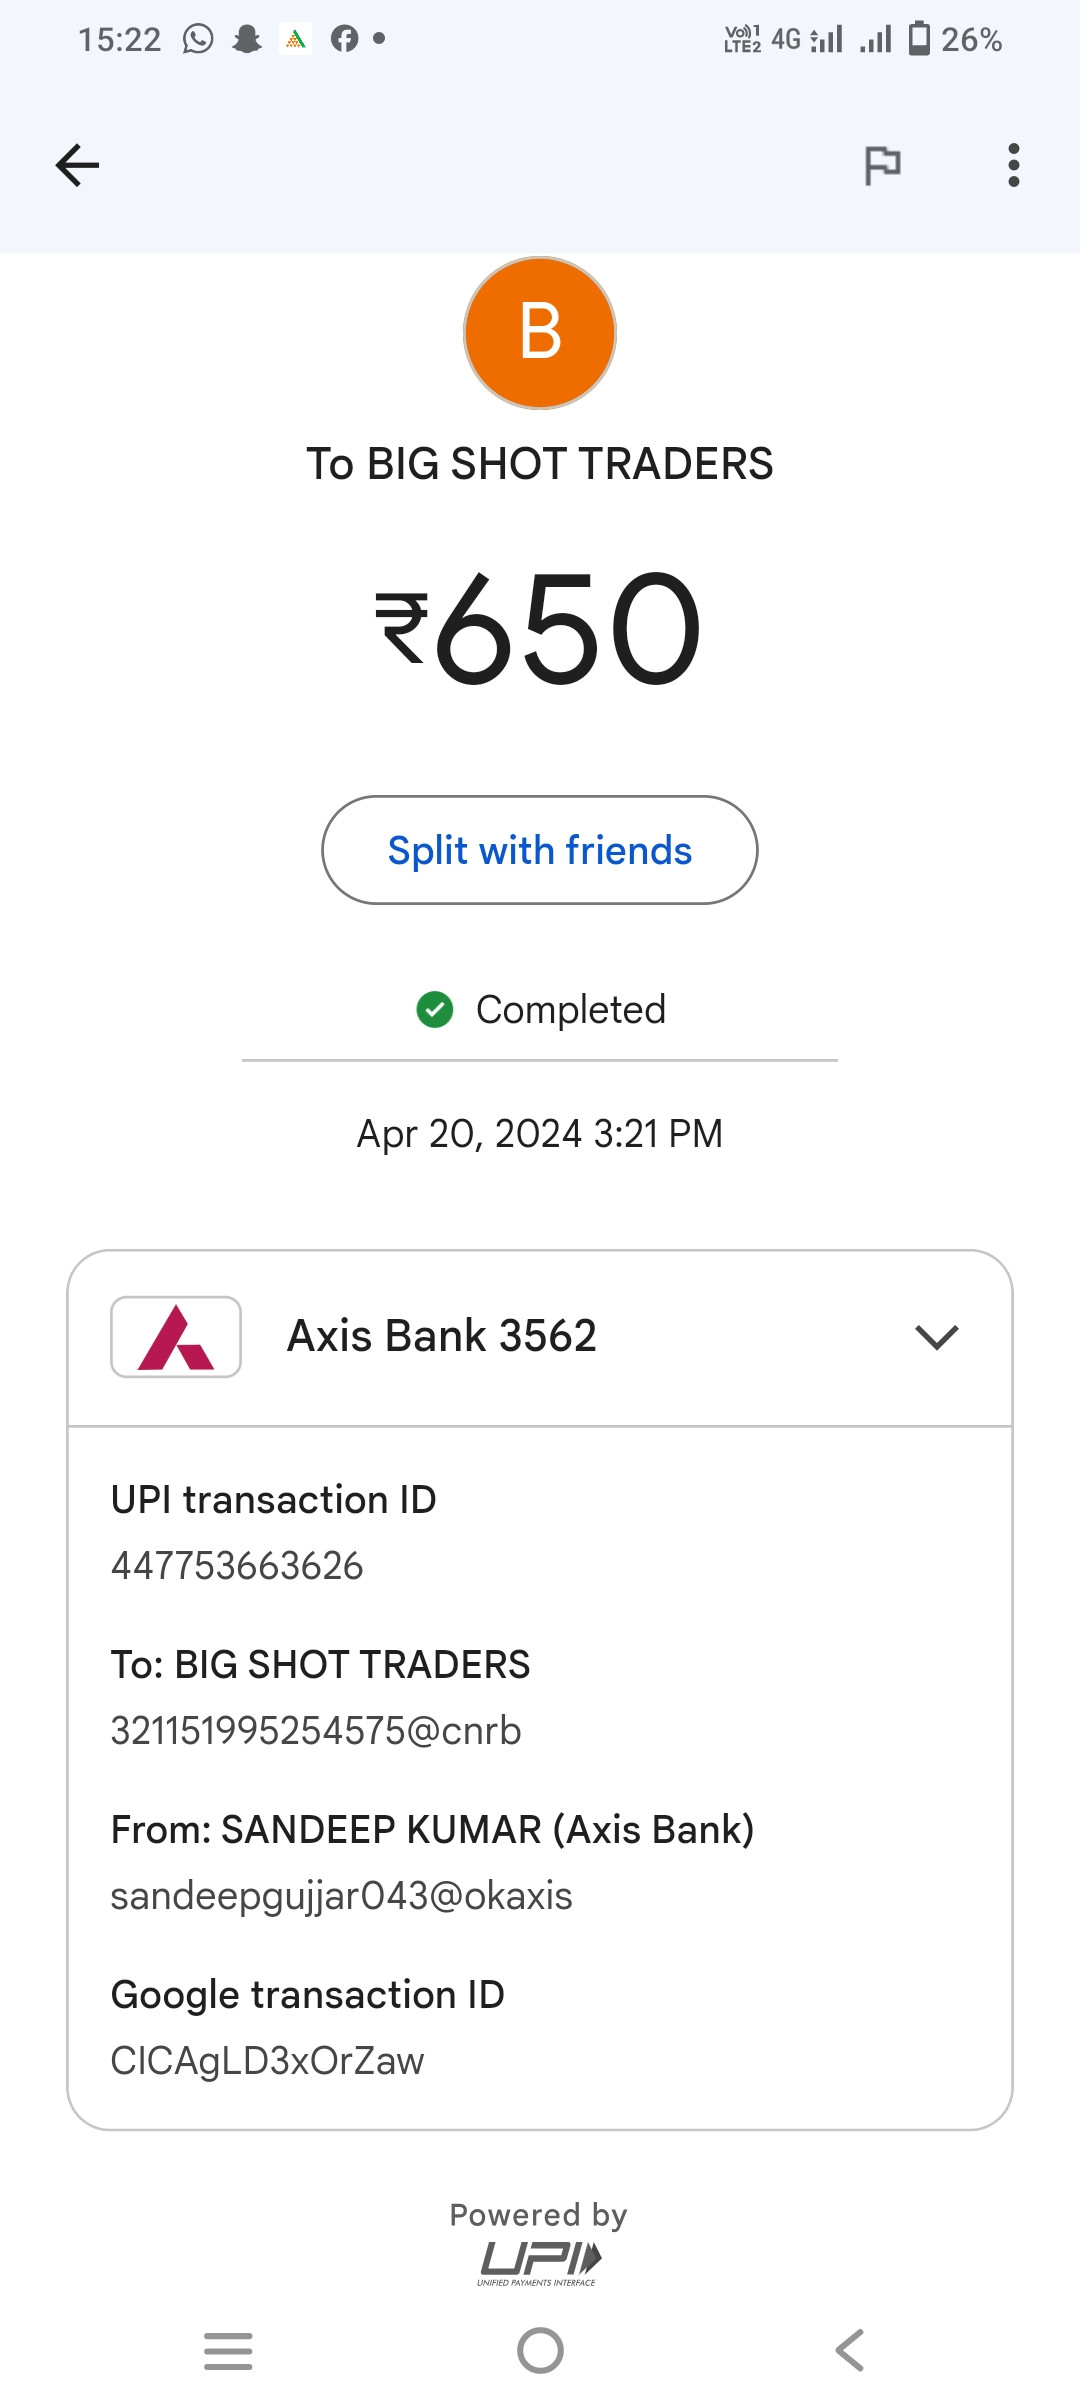 15:22 Vo1 LTE2 4G 26%
B
To BIG SHOT TRADERS
₹650
Split with friends
Completed
Apr 20, 2024 3:21 PM
Axis Bank 3562
UPI transaction ID
447753663626
To: BIG SHOT TRADERS
321151995254575@cnrb
From: SANDEEP KUMAR (Axis Bank)
sandeepgujjar043@okaxis
Google transaction ID
CICAgLD3xOrZaw
Powered by
UPI
UNIFIED PAYMENTS INTERFACE